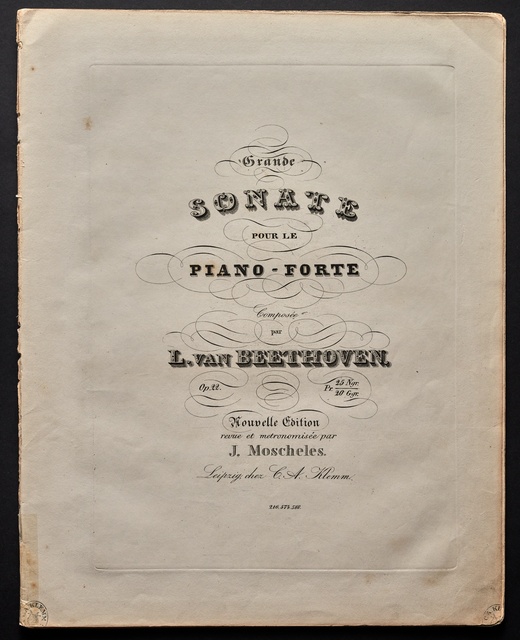 Grande
SONATE
POUR LE
PIANO-FORTE
Composée
par
L. VAN BEETHOVEN.
Op. 22.
Pr. 25 Ngr.
20 Ggr.
Nouvelle Edition
revue et metronomisée par
J. Moscheles.
Leipzig, chez C. A. Klemm.